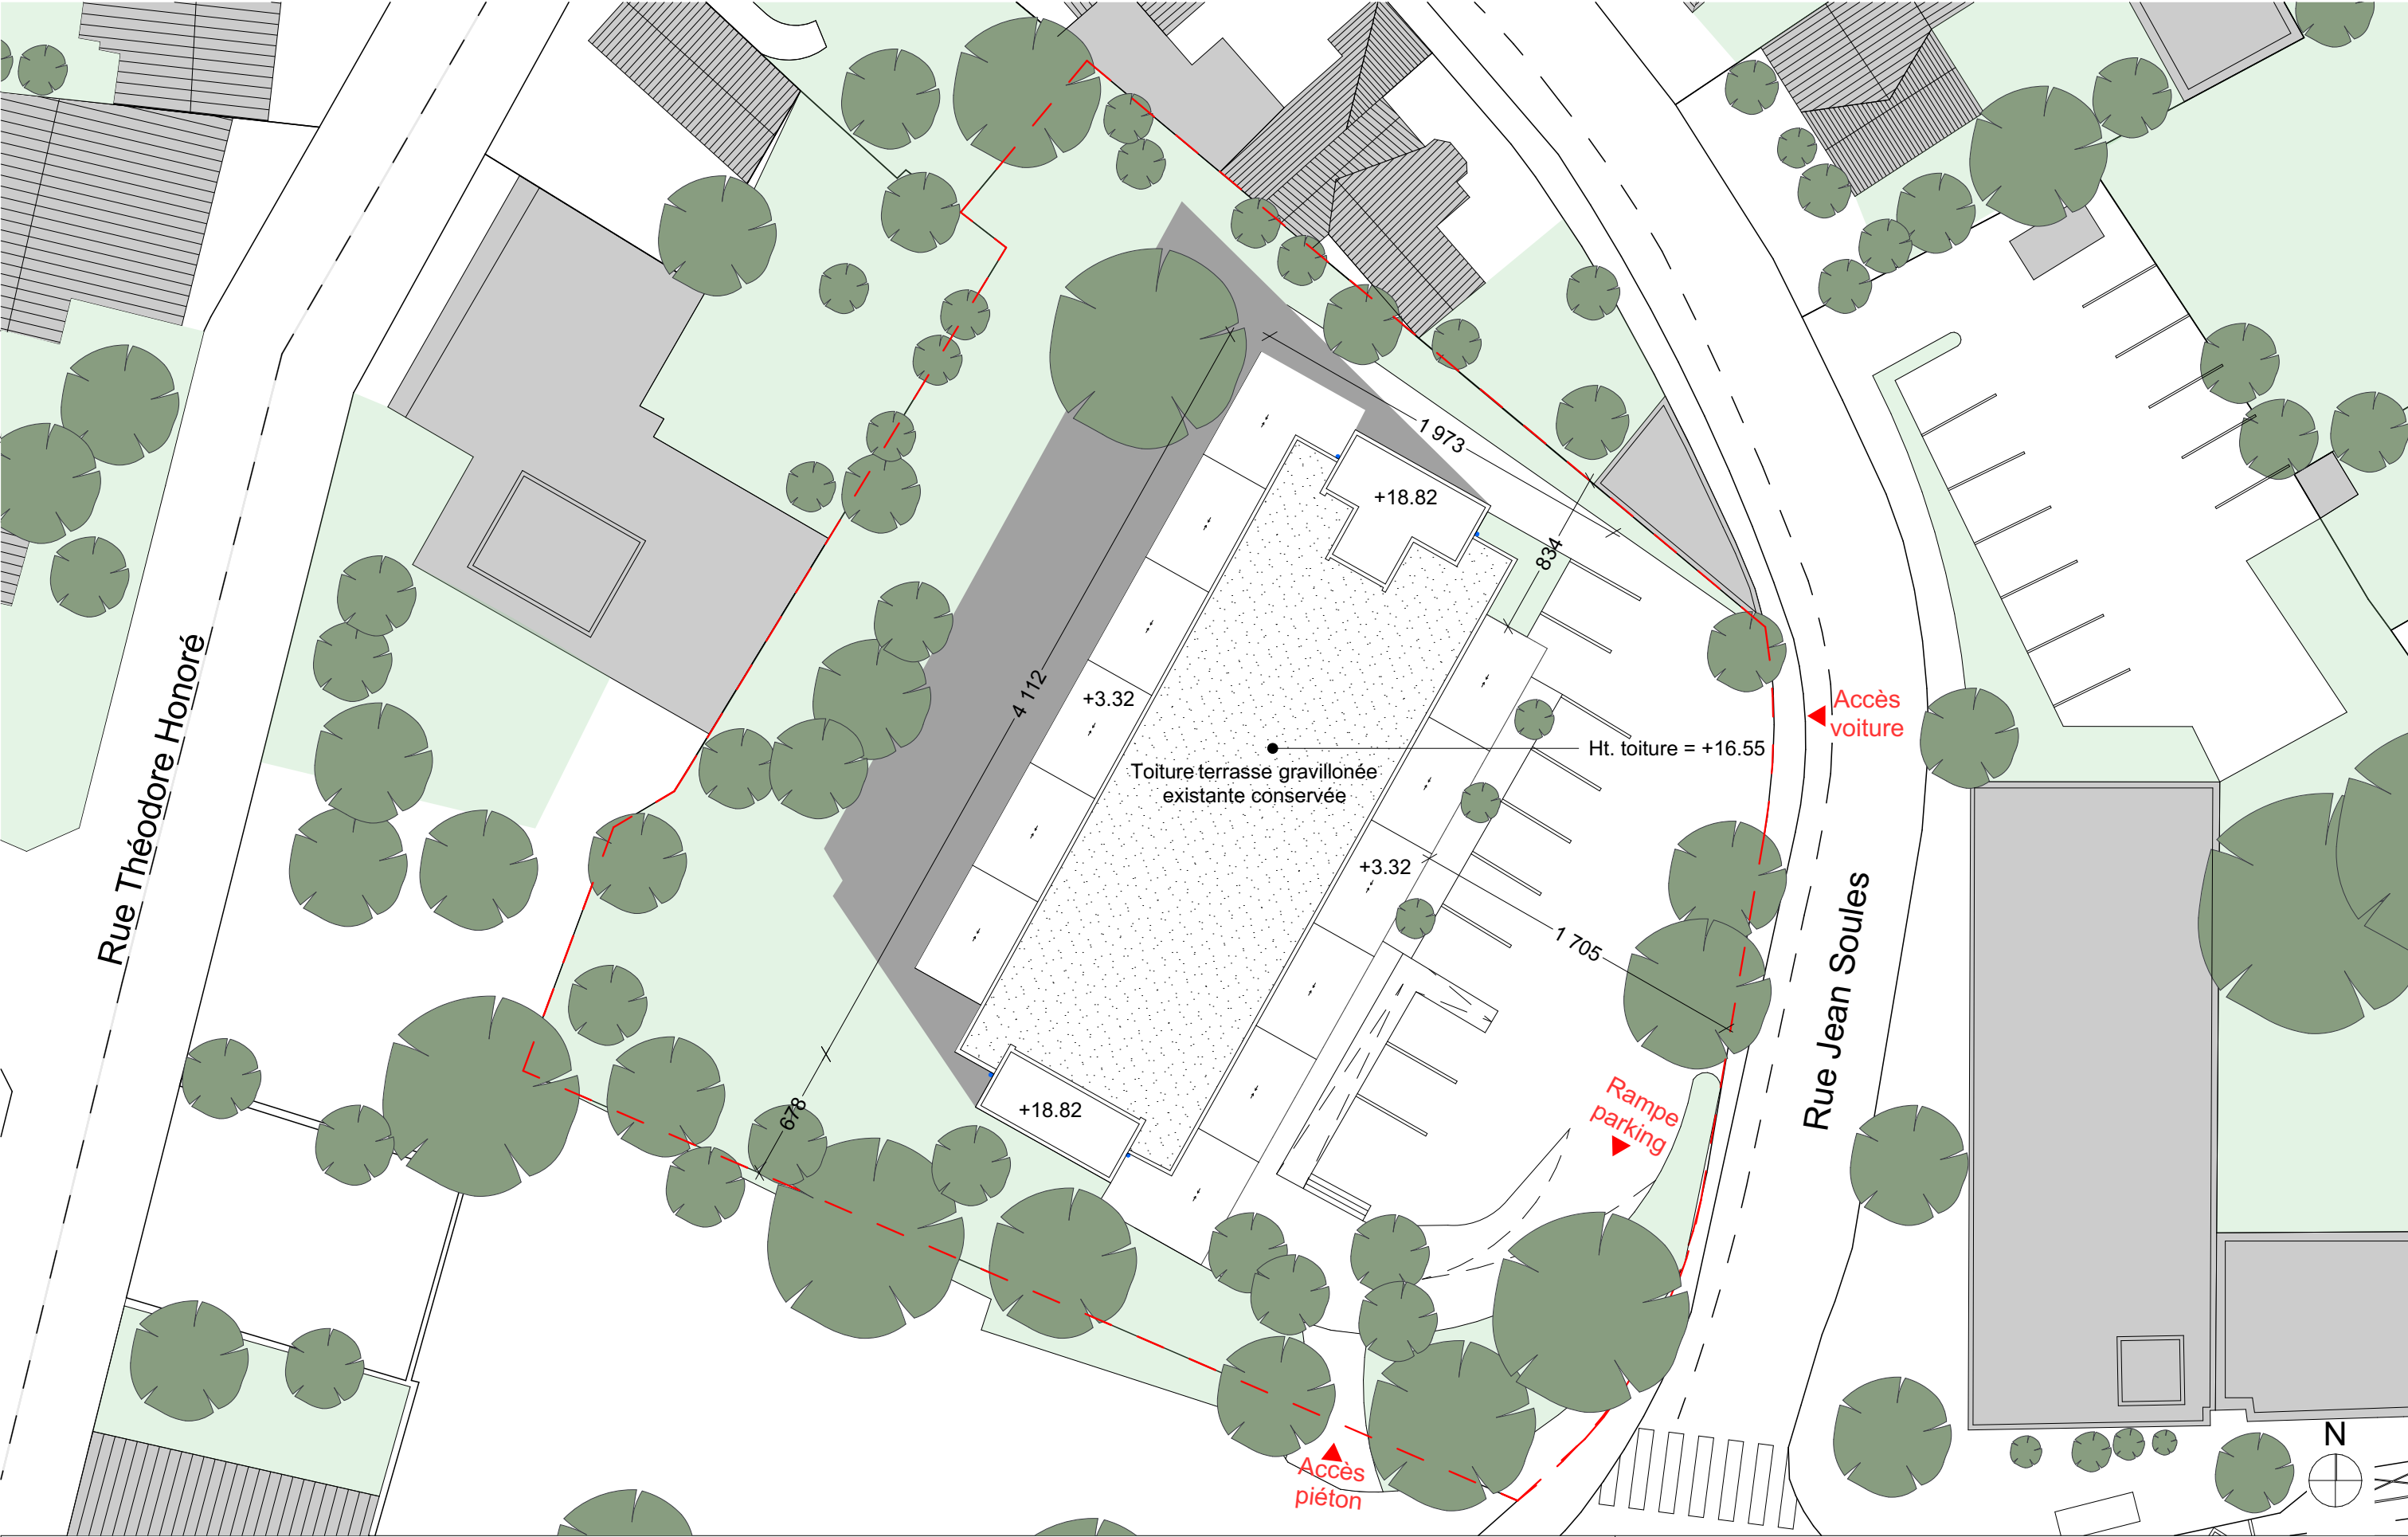 1 973
+18.82
834
Rue Théodore Honoré
4 112
+3.32
Accès
voiture
Ht. toiture = +16.55
Toiture terrasse gravillonée
existante conservée
+3.32
1 705
Rue Jean Soules
678
+18.82
Rampe
parking
Accès
piéton
N